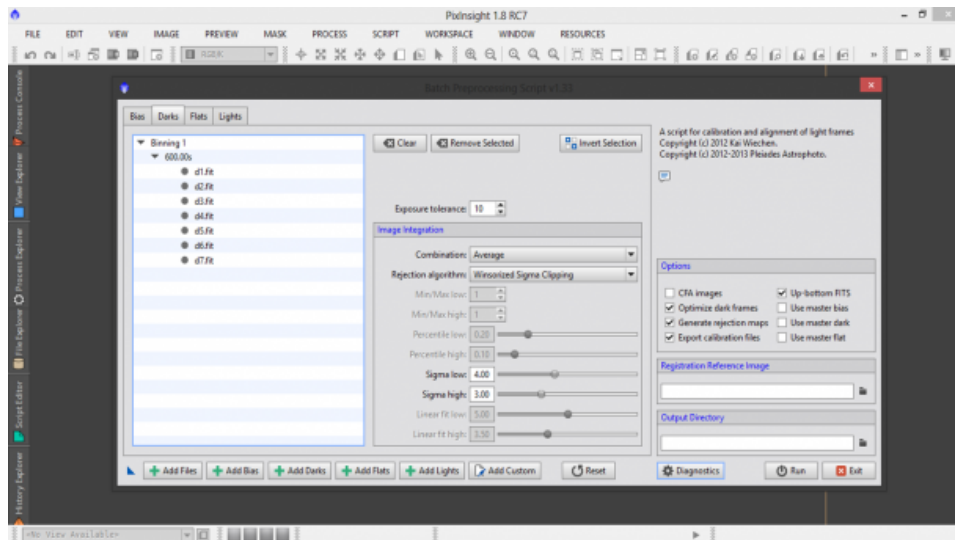 PixInsight 1.8 RC7
FILE EDIT VIEW IMAGE PREVIEW MASK PROCESS SCRIPT WORKSPACE WINDOW RESOURCES
Batch Preprocessing Script v1.33
Process Console
View Explorer
Process Explorer
File Explorer
Script Editor
History Explorer
Bias Darks Flats Lights
Binning 1
600.00s
d1.fit
d2.fit
d3.fit
d4.fit
d5.fit
d6.fit
d7.fit
Clear Remove Selected Invert Selection
Exposure tolerance: 10
Image Integration
Combination: Average
Rejection algorithm: Winsorized Sigma Clipping
Min/Max low: 1
Min/Max high: 1
Percentile low: 0.20
Percentile high: 0.10
Sigma low: 4.00
Sigma high: 3.00
Linear fit low: 5.00
Linear fit high: 3.50
A script for calibration and alignment of light frames
Copyright (c) 2012 Kai Wiechen.
Copyright (c) 2012-2013 Pleiades Astrophoto.
Options
CFA images Up-bottom FITS
Optimize dark frames Use master bias
Generate rejection maps Use master dark
Export calibration files Use master flat
Registration Reference Image
Output Directory
Add Files Add Bias Add Darks Add Flats Add Lights Add Custom Reset Diagnostics Run Exit
<No View Available>